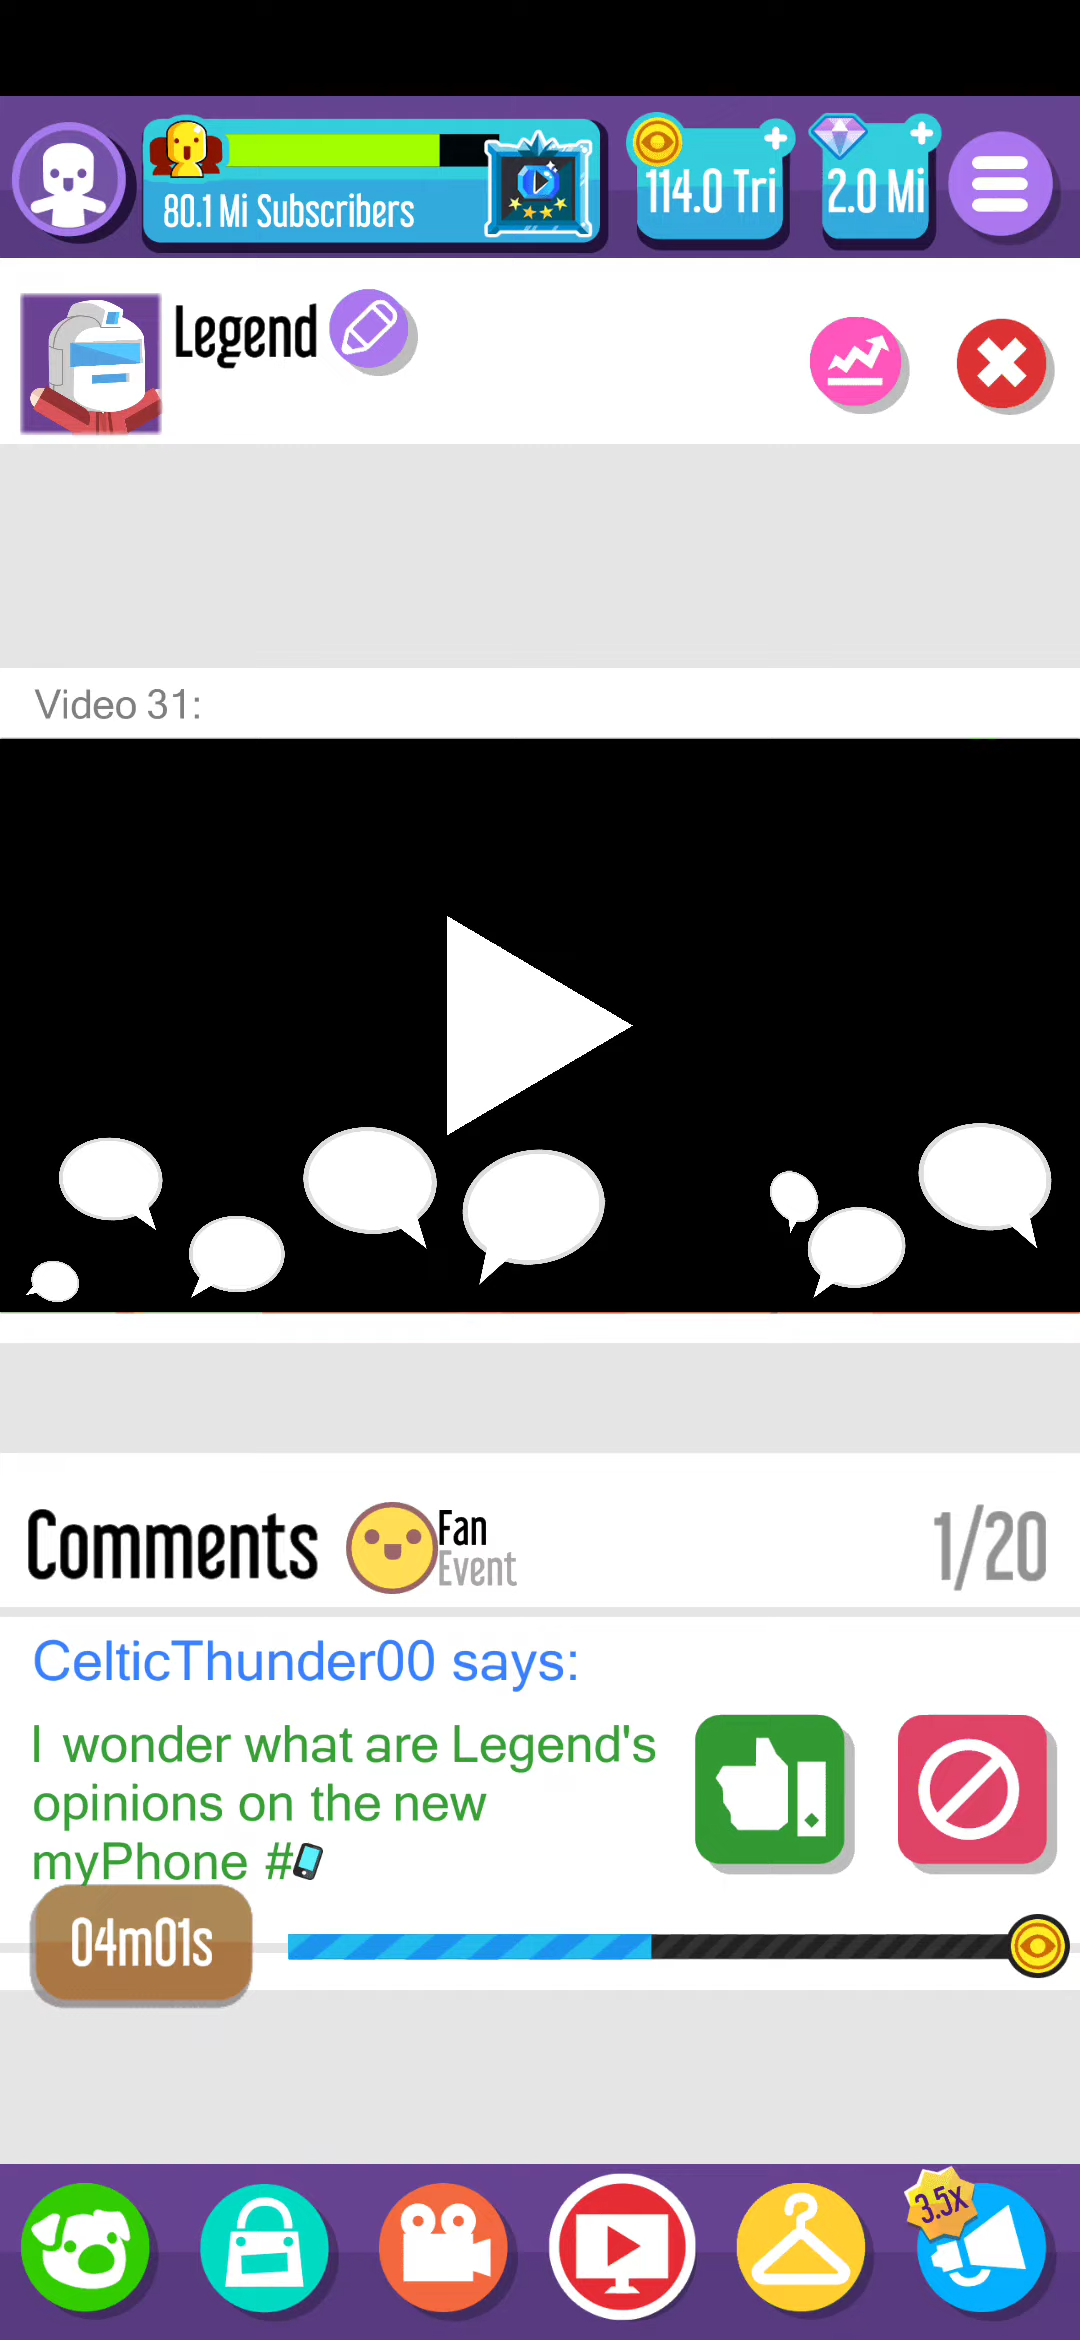 80.1 Mi Subscribers
114.0 Tri
2.0 Mi
Legend
Video 31:
Comments
Fan
Event
1/20
CelticThunder00 says:
I wonder what are Legend's
opinions on the new
myPhone #📱
04m01s
3.5x